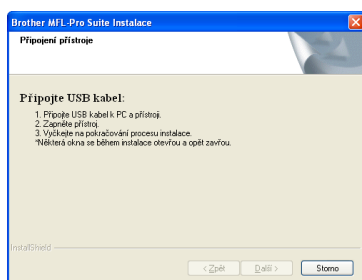 Brother MFL-Pro Suite Instalace
Připojení přístroje
Připojte USB kabel:
1. Připojte USB kabel k PC a přístroji.
2. Zapněte přístroj.
3. Vyčkejte na pokračování procesu instalace.
*Některá okna se během instalace otevřou a opět zavřou.
InstallShield
< Zpět
Další >
Storno